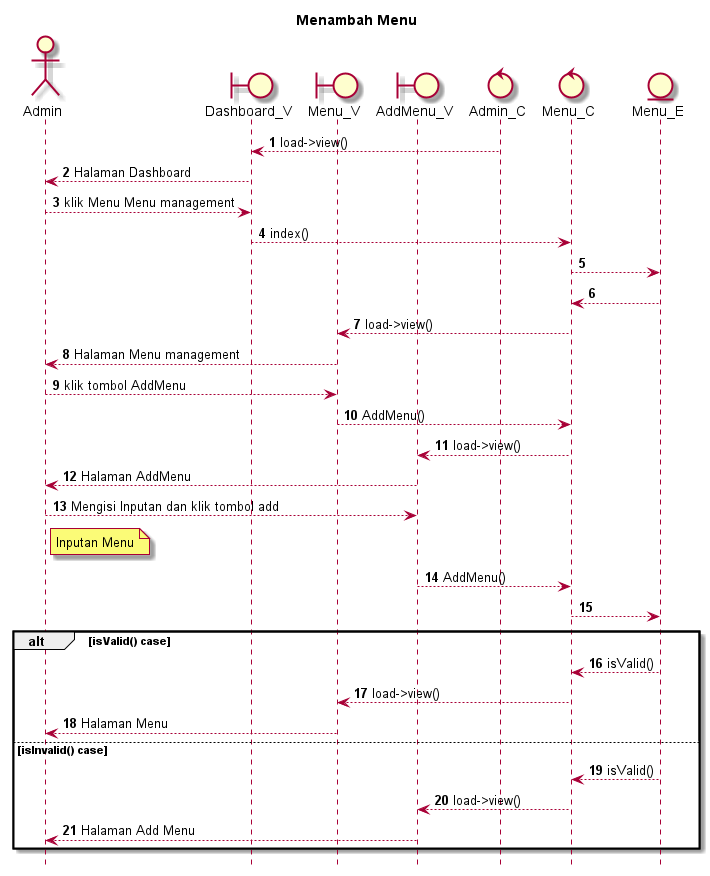 Menambah Menu
Admin
Dashboard_V
Menu_V
AddMenu_V
Admin_C
Menu_C
Menu_E
1 load->view()
2 Halaman Dashboard
3 klik Menu Menu management
4 index()
5
6
7 load->view()
8 Halaman Menu management
9 klik tombol AddMenu
10 AddMenu()
11 load->view()
12 Halaman AddMenu
13 Mengisi Inputan dan klik tombol add
Inputan Menu
14 AddMenu()
15
alt [isValid() case]
16 isValid()
17 load->view()
18 Halaman Menu
[isInvalid() case]
19 isValid()
20 load->view()
21 Halaman Add Menu